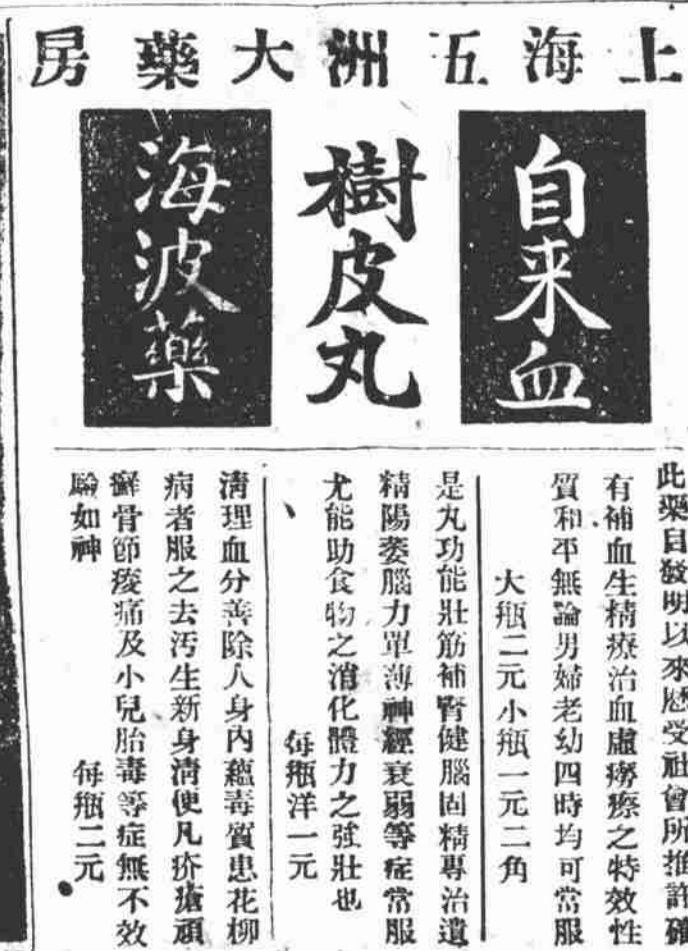 上海五洲大藥房
自来血
樹皮丸
海波藥
此藥自發明以來歷受社會所推許確
有補血生精療治血虛癆瘵之特效性
質和平無論男婦老幼四時均可常服
大瓶二元小瓶一元二角
是丸功能壯筋補腎健腦固精專治遺
精陽萎腦力單薄神經衰弱等症常服
尤能助食物之消化體力之强壯也
每瓶洋一元
清理血分善除人身內蘊毒質患花柳
病者服之去汚生新身淸便凡疥瘡頑
癬骨節痠痛及小兒胎毒等症無不效
驗如神
每瓶二元